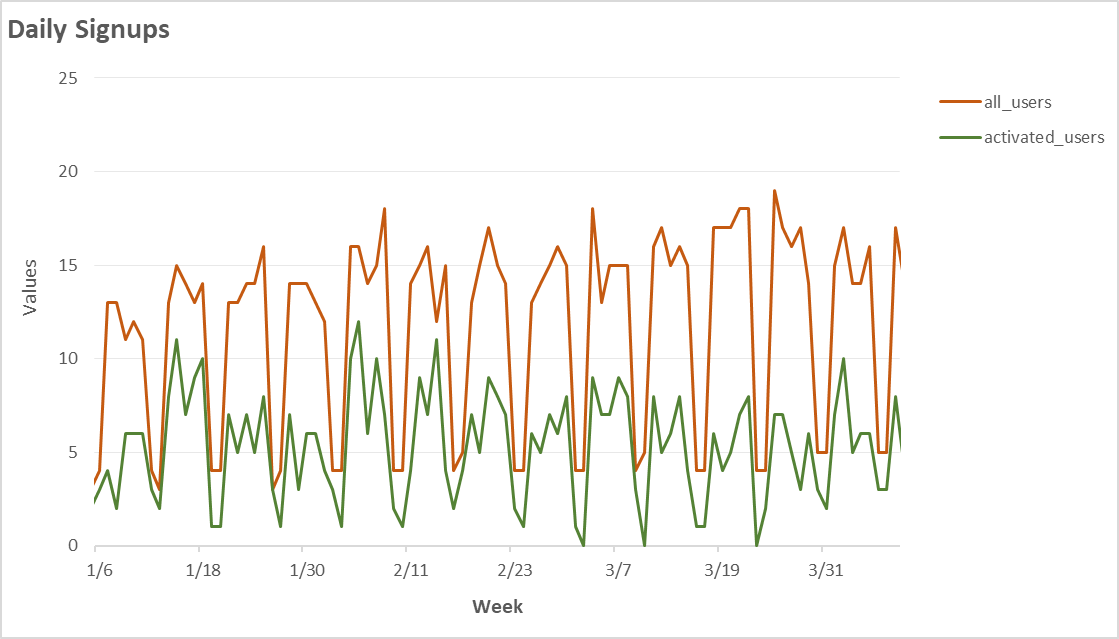 Daily Signups
25
20
15
10
5
0
Values
1/6 1/18 1/30 2/11 2/23 3/7 3/19 3/31
Week
all_users
activated_users